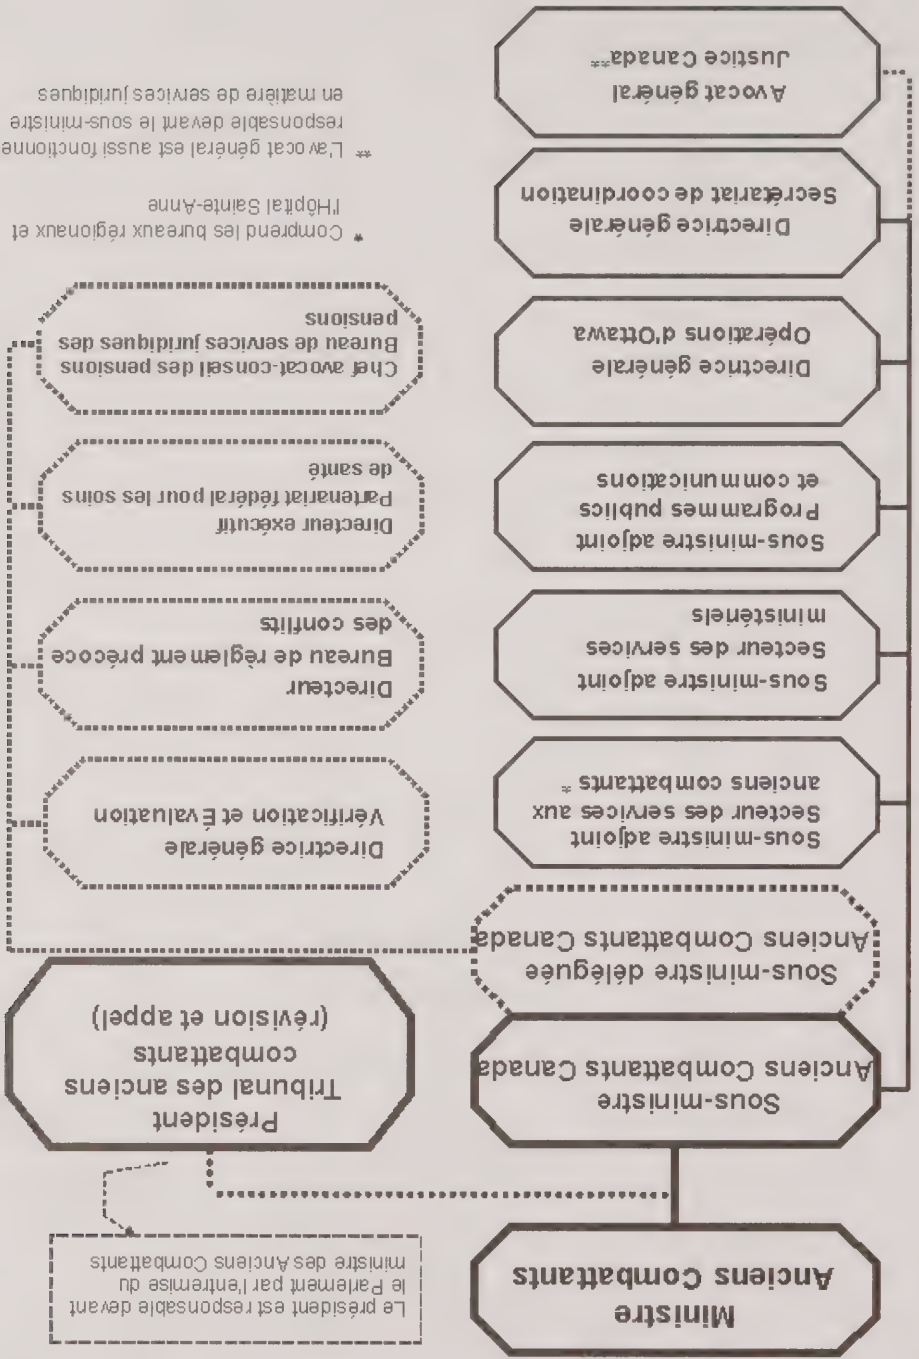 Ministre
Anciens Combattants
Le président est responsable devant
le Parlement par l'entremise du
ministre des Anciens Combattants
Sous-ministre
Anciens Combattants Canada
Président
Tribunal des anciens
combattants
(révision et appel)
Sous-ministre déléguée
Anciens Combattants Canada
Sous-ministre adjoint
Secteur des services aux
anciens combattants *
Sous-ministre adjoint
Secteur des services
ministériels
Sous-ministre adjoint
Programmes publics
et communications
Directrice générale
Opérations d'Ottawa
Directrice générale
Secrétariat de coordination
Avocat général
Justice Canada**
Directrice générale
Vérification et Évaluation
Directeur
Bureau de règlement précoce
des conflits
Directeur exécutif
Partenariat fédéral pour les soins
de santé
Chef avocat-conseil des pensions
Bureau de services juridiques des
pensions
* Comprend les bureaux régionaux et
l'Hôpital Sainte-Anne
** L'avocat général est aussi fonctionne
responsable devant le sous-ministre
en matière de services juridiques